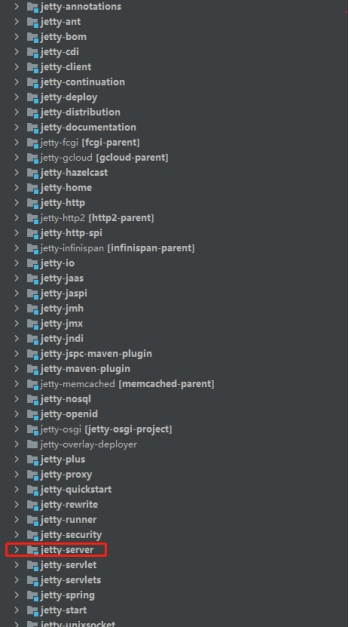 jetty-annotations
jetty-ant
jetty-bom
jetty-cdi
jetty-client
jetty-continuation
jetty-deploy
jetty-distribution
jetty-documentation
jetty-fcgi [fcgi-parent]
jetty-gcloud [gcloud-parent]
jetty-hazelcast
jetty-home
jetty-http
jetty-http2 [http2-parent]
jetty-http-spi
jetty-infinispan [infinispan-parent]
jetty-io
jetty-jaas
jetty-jaspi
jetty-jmh
jetty-jmx
jetty-jndi
jetty-jspc-maven-plugin
jetty-maven-plugin
jetty-memcached [memcached-parent]
jetty-nosql
jetty-openid
jetty-osgi [jetty-osgi-project]
jetty-overlay-deployer
jetty-plus
jetty-proxy
jetty-quickstart
jetty-rewrite
jetty-runner
jetty-security
jetty-server
jetty-servlet
jetty-servlets
jetty-spring
jetty-start
jetty-unixsocket